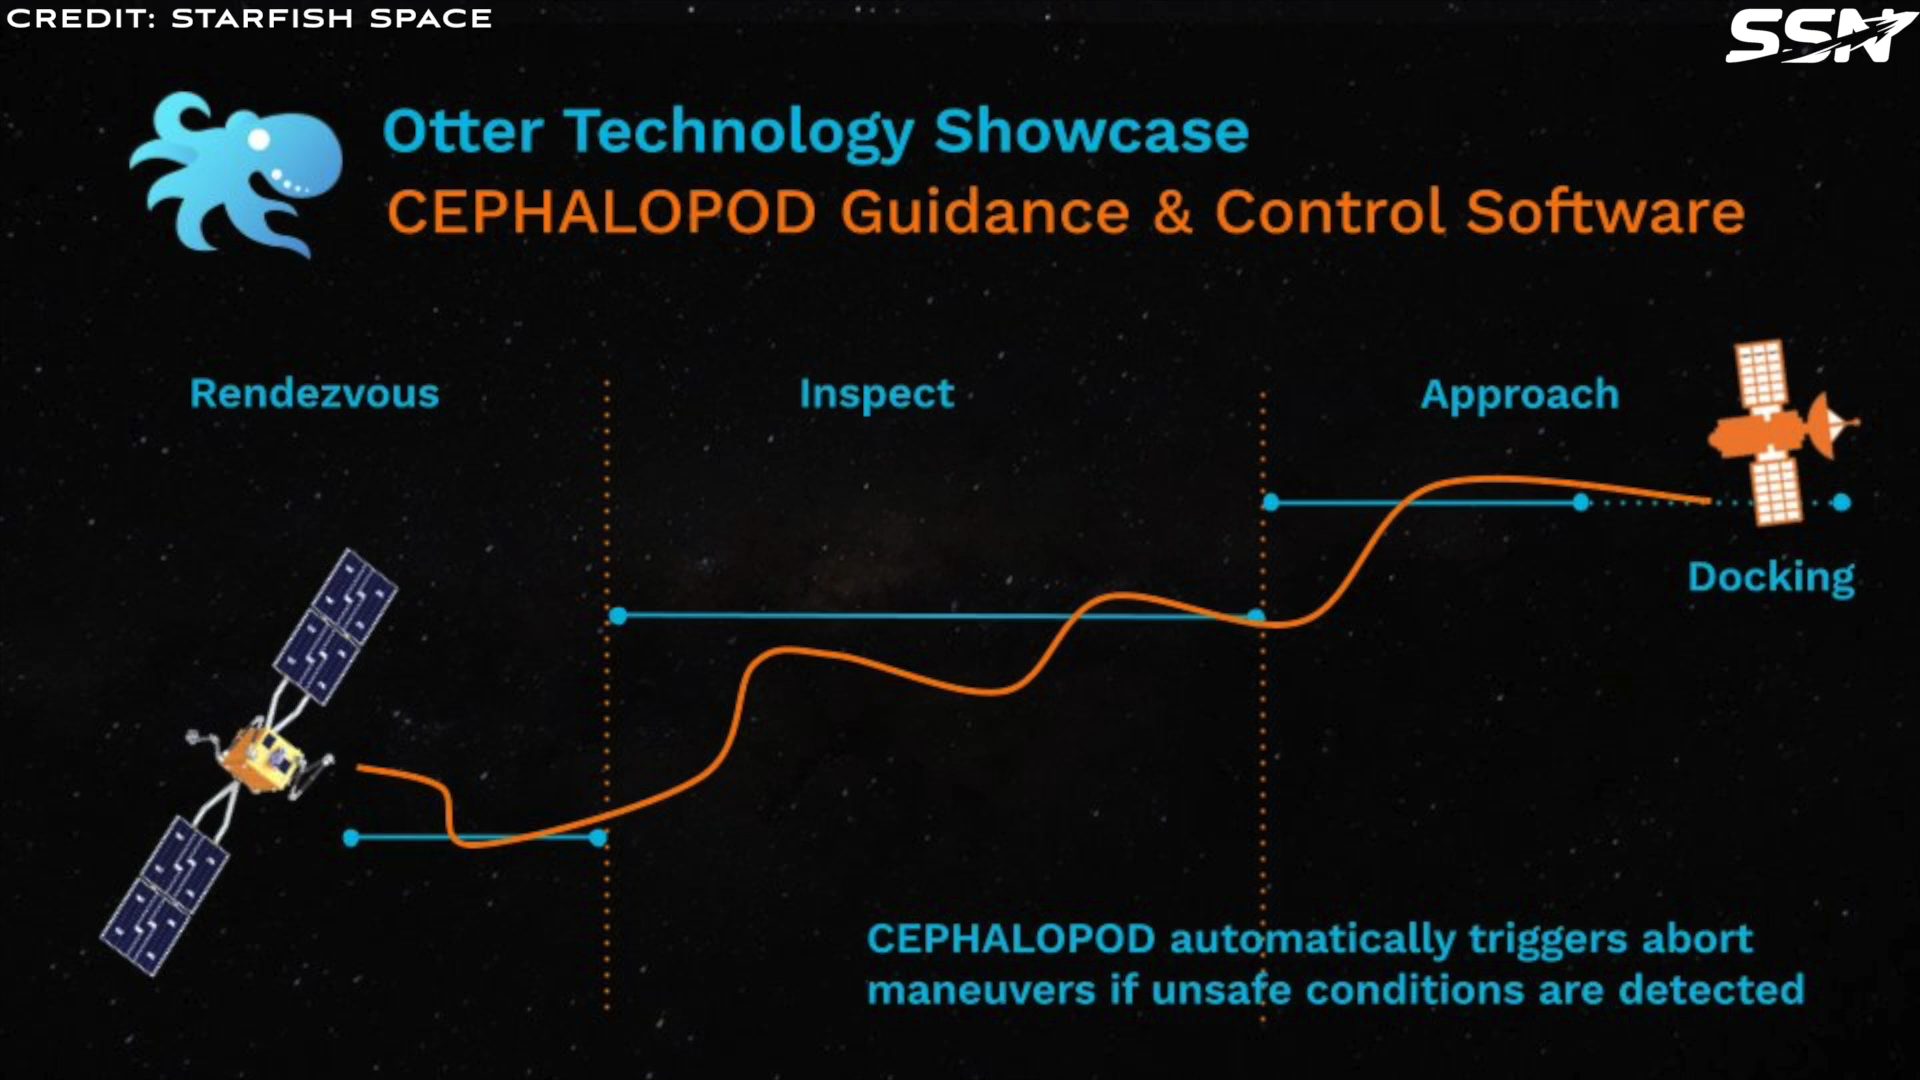 CREDIT: STARFISH SPACE
SSN
Otter Technology Showcase
CEPHALOPOD Guidance & Control Software
Rendezvous
Inspect
Approach
Docking
CEPHALOPOD automatically triggers abort
maneuvers if unsafe conditions are detected